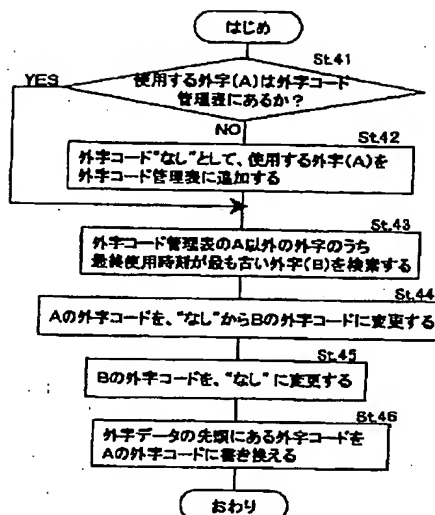 はじめ
St.41
YES
使用する外字(A)は外字コード
管理表にあるか?
NO
St.42
外字コード“なし”として、使用する外字(A)を
外字コード管理表に追加する
St.43
外字コード管理表のA以外の外字のうち
最終使用時刻が最も古い外字(B)を検索する
St.44
Aの外字コードを、“なし”からBの外字コードに変更する
St.45
Bの外字コードを、“なし”に変更する
St.46
外字データの先頭にある外字コードを
Aの外字コードに書き換える
おわり